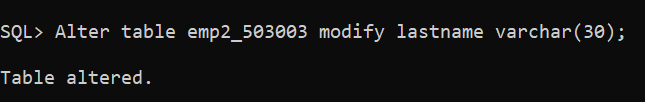 SQL> Alter table emp2_503003 modify lastname varchar(30);
Table altered.